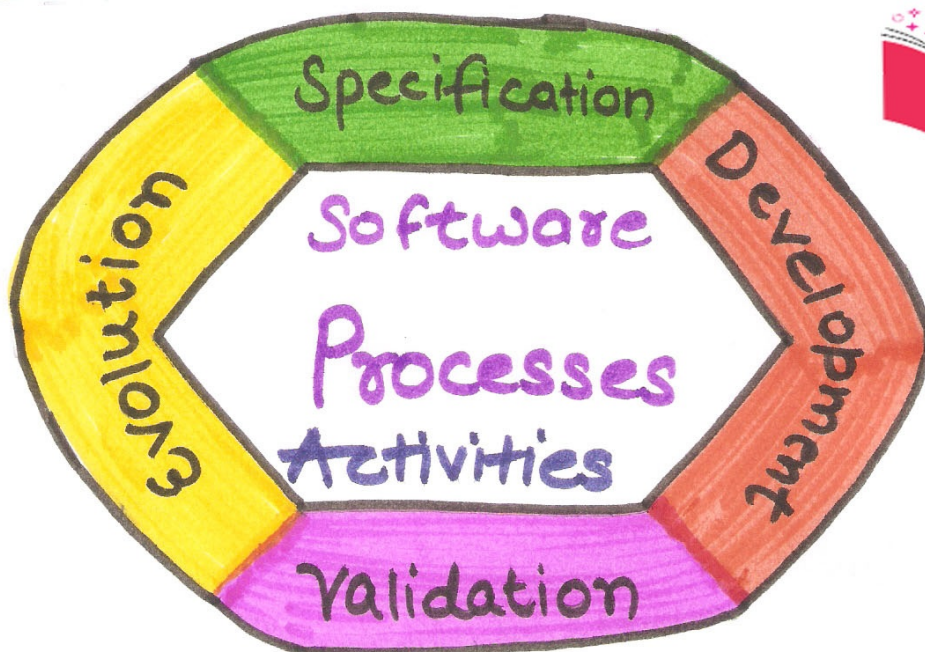 Specification
Development
Software
Processes
Activities
Evolution
Validation